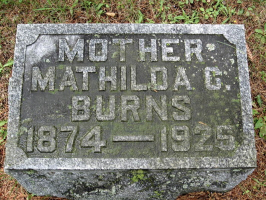 MOTHER
MATHILDA G.
BURNS
1874—1925